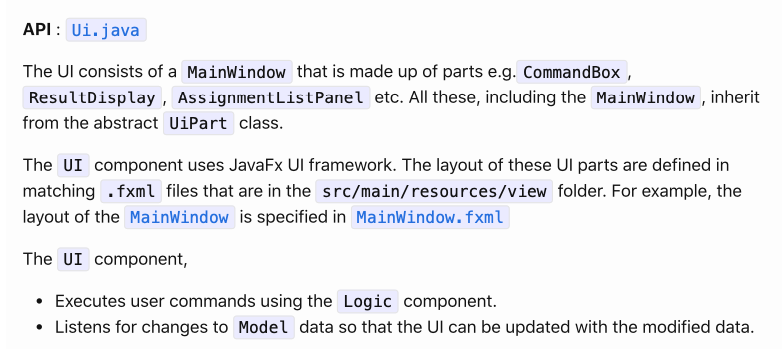 API : Ui.java
The UI consists of a MainWindow that is made up of parts e.g. CommandBox ,
ResultDisplay , AssignmentListPanel etc. All these, including the MainWindow , inherit
from the abstract UiPart class.
The UI component uses JavaFx UI framework. The layout of these UI parts are defined in
matching .fxml files that are in the src/main/resources/view folder. For example, the
layout of the MainWindow is specified in MainWindow.fxml
The UI component,
• Executes user commands using the Logic component.
• Listens for changes to Model data so that the UI can be updated with the modified data.